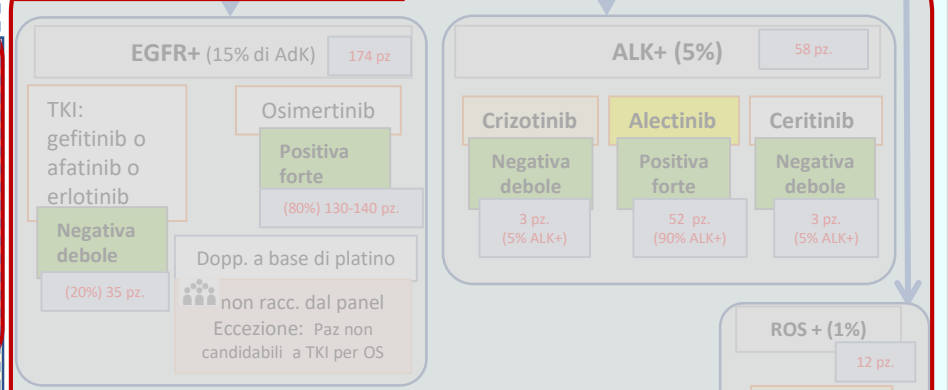 EGFR+ (15% di AdK)
174 pz
TKI:
gefitinib o
afatinib o
erlotinib
Negativa
debole
(20%) 35 pz.
Osimertinib
Positiva
forte
(80%) 130-140 pz.
Dopp. a base di platino
non racc. dal panel
Eccezione: Paz non
candidabili a TKI per OS
ALK+ (5%)
58 pz.
Crizotinib
Negativa
debole
3 pz.
(5% ALK+)
Alectinib
Positiva
forte
52 pz.
(90% ALK+)
Ceritinib
Negativa
debole
3 pz.
(5% ALK+)
ROS + (1%)
12 pz.